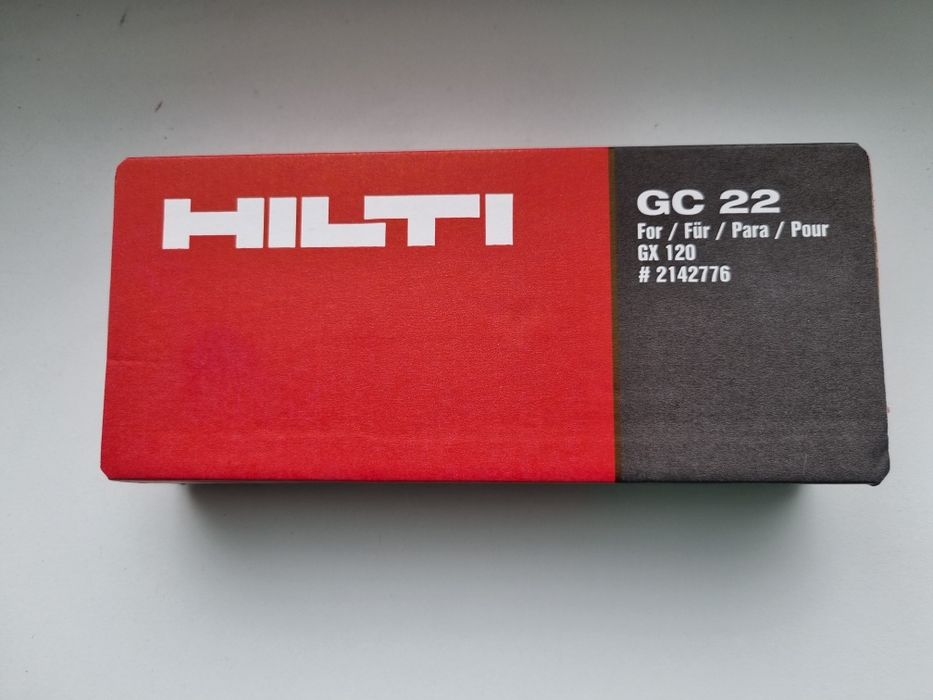 HILTI
GC 22
For / Für / Para / Pour
GX 120
# 2142776